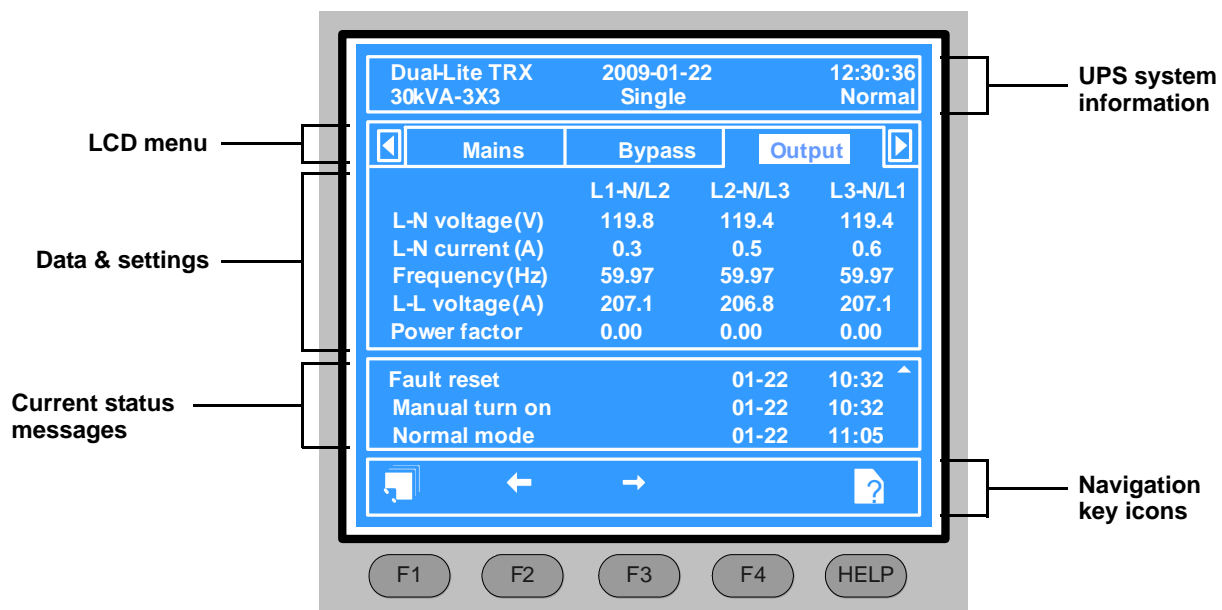 Dual-Lite TRX 2009-01-22 12:30:36
30kVA-3X3 Single Normal
UPS system
information
LCD menu
Mains Bypass Output
L1-N/L2 L2-N/L3 L3-N/L1
L-N voltage(V) 119.8 119.4 119.4
L-N current (A) 0.3 0.5 0.6
Frequency(Hz) 59.97 59.97 59.97
L-L voltage(A) 207.1 206.8 207.1
Power factor 0.00 0.00 0.00
Data & settings
Fault reset 01-22 10:32
Manual turn on 01-22 10:32
Normal mode 01-22 11:05
Current status
messages
?
Navigation
key icons
F1 F2 F3 F4 HELP